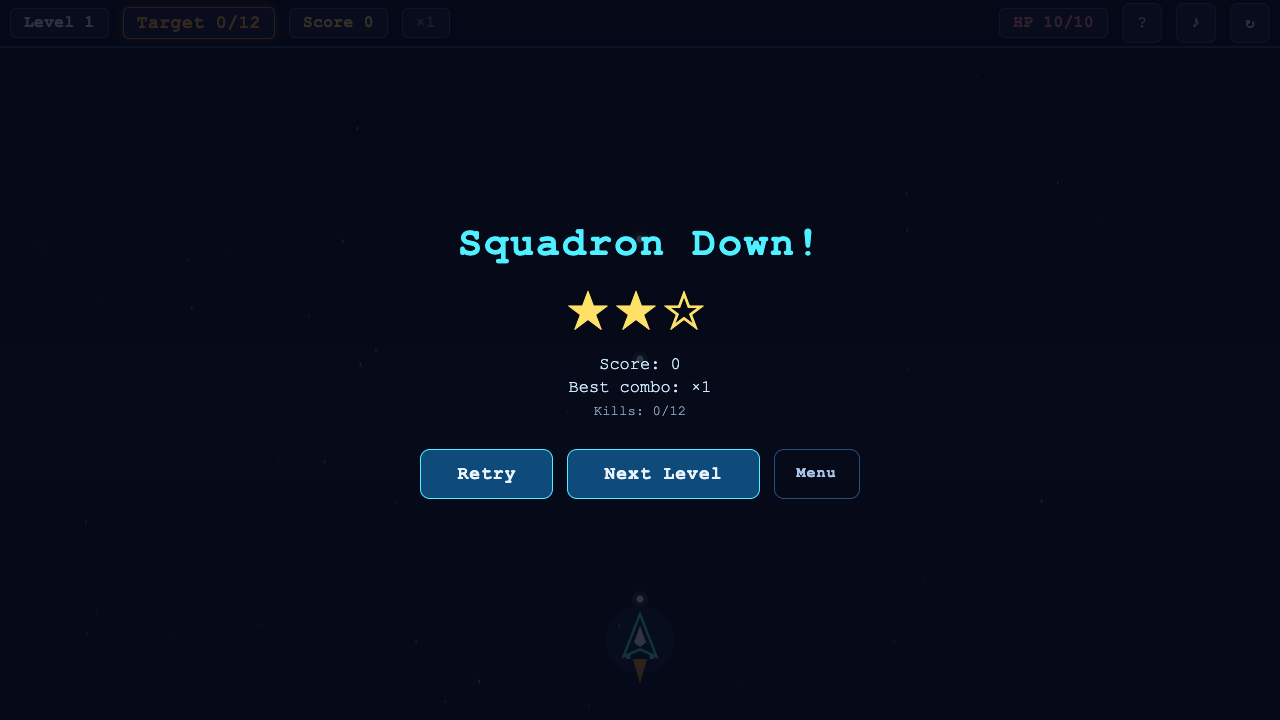 Level 1 Target 0/12 Score 0 ×1 HP 10/10 ? ♪ ↻
Squadron Down!
★★☆
Score: 0
Best combo: ×1
Kills: 0/12
Retry Next Level Menu